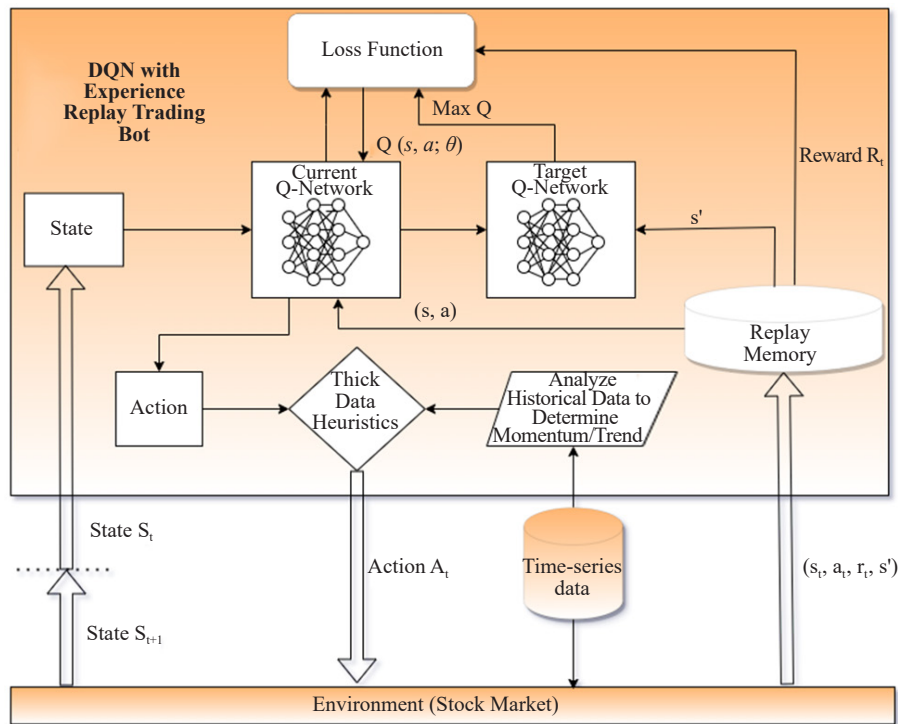 Loss Function
DQN with
Experience
Replay Trading
Bot
Max Q
Q (s, a; θ)
Reward Rₜ
Current
Q-Network
Target
Q-Network
State
s'
(s, a)
Replay
Memory
Action
Thick
Data
Heuristics
Analyze
Historical Data to
Determine
Momentum/Trend
State Sₜ
Action Aₜ
Time-series
data
(sₜ, aₜ, rₜ, s')
State Sₜ₊₁
Environment (Stock Market)